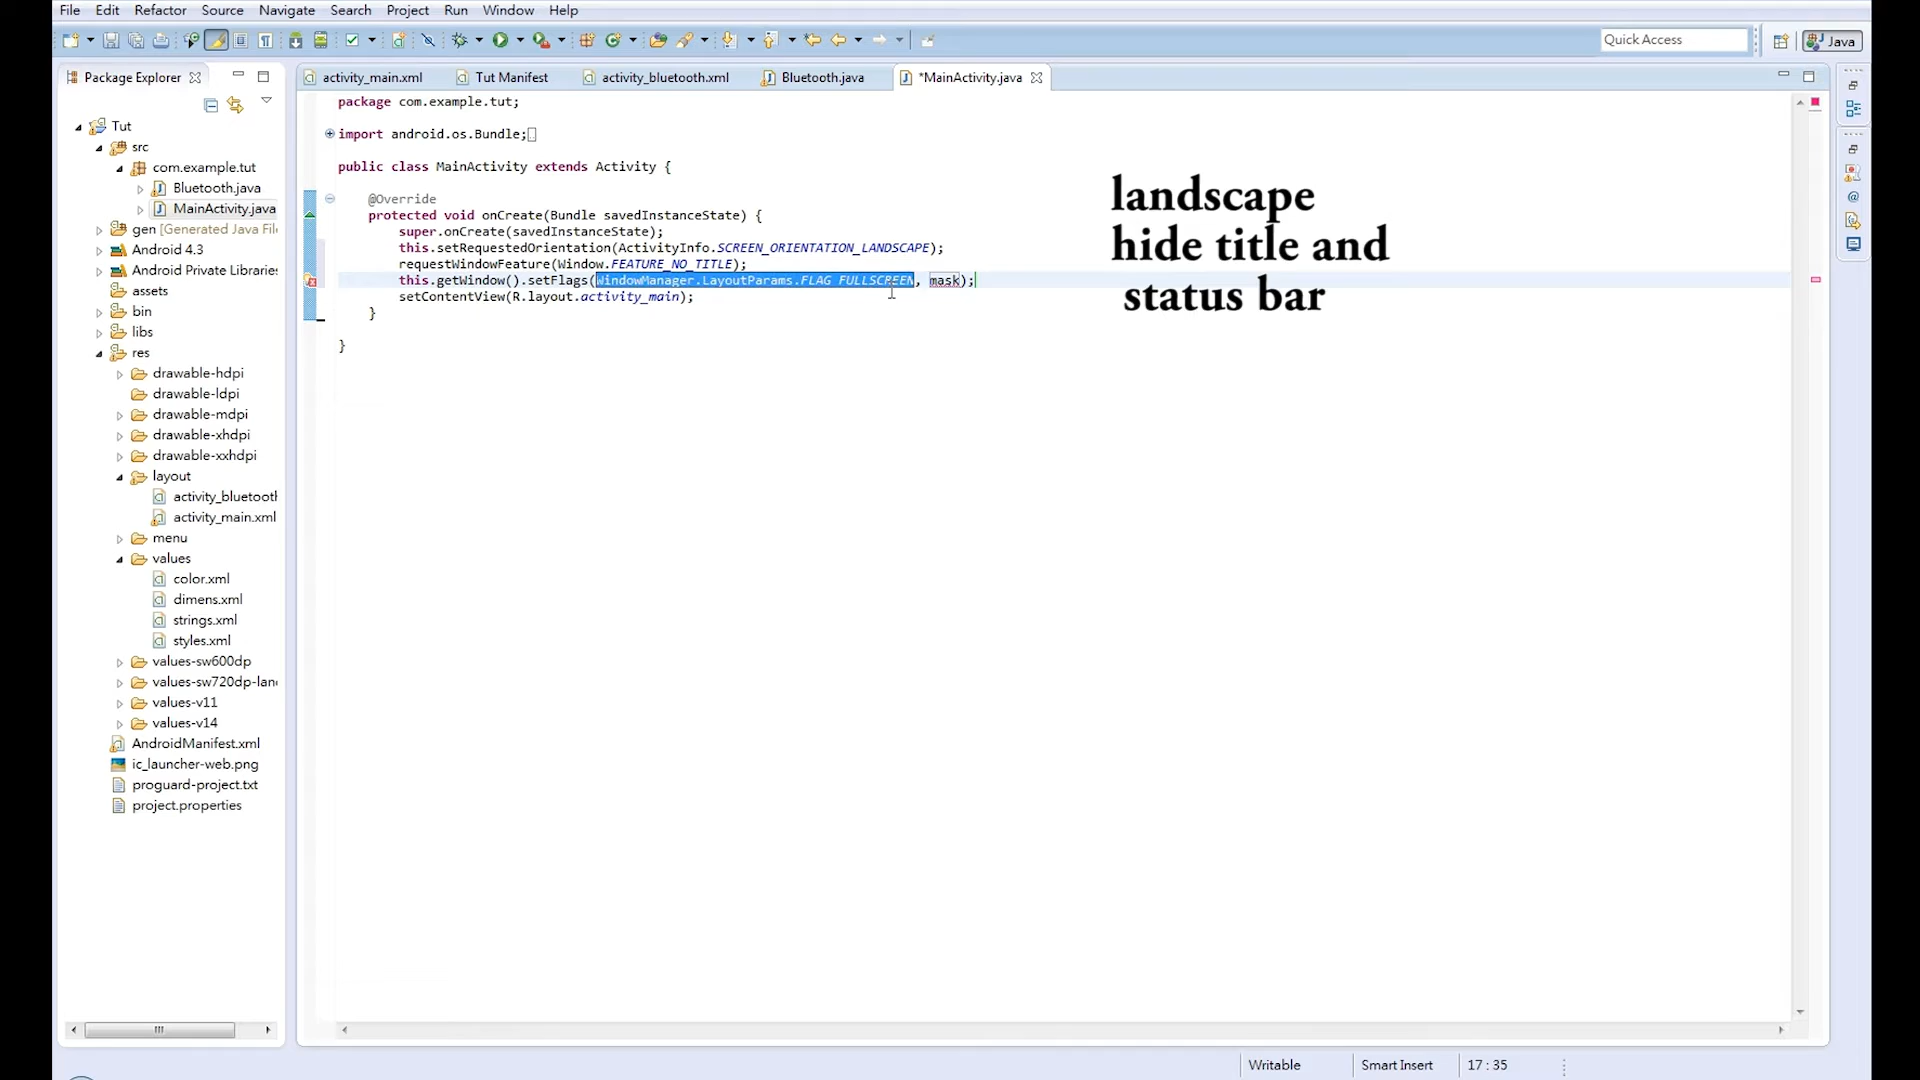 File Edit Refactor Source Navigate Search Project Run Window Help
Quick Access
Java
Package Explorer
activity_main.xml
Tut Manifest
activity_bluetooth.xml
Bluetooth.java
*MainActivity.java
Tut
src
com.example.tut
Bluetooth.java
MainActivity.java
gen [Generated Java File
Android 4.3
Android Private Libraries
assets
bin
libs
res
drawable-hdpi
drawable-ldpi
drawable-mdpi
drawable-xhdpi
drawable-xxhdpi
layout
activity_bluetooth
activity_main.xml
menu
values
color.xml
dimens.xml
strings.xml
styles.xml
values-sw600dp
values-sw720dp-land
values-v11
values-v14
AndroidManifest.xml
ic_launcher-web.png
proguard-project.txt
project.properties
package com.example.tut;
import android.os.Bundle;
public class MainActivity extends Activity {
@Override
protected void onCreate(Bundle savedInstanceState) {
super.onCreate(savedInstanceState);
this.setRequestedOrientation(ActivityInfo.SCREEN_ORIENTATION_LANDSCAPE);
requestWindowFeature(Window.FEATURE_NO_TITLE);
this.getWindow().setFlags(WindowManager.LayoutParams.FLAG_FULLSCREEN, mask);
setContentView(R.layout.activity_main);
}
}
landscape
hide title and
status bar
Writable
Smart Insert
17 : 35